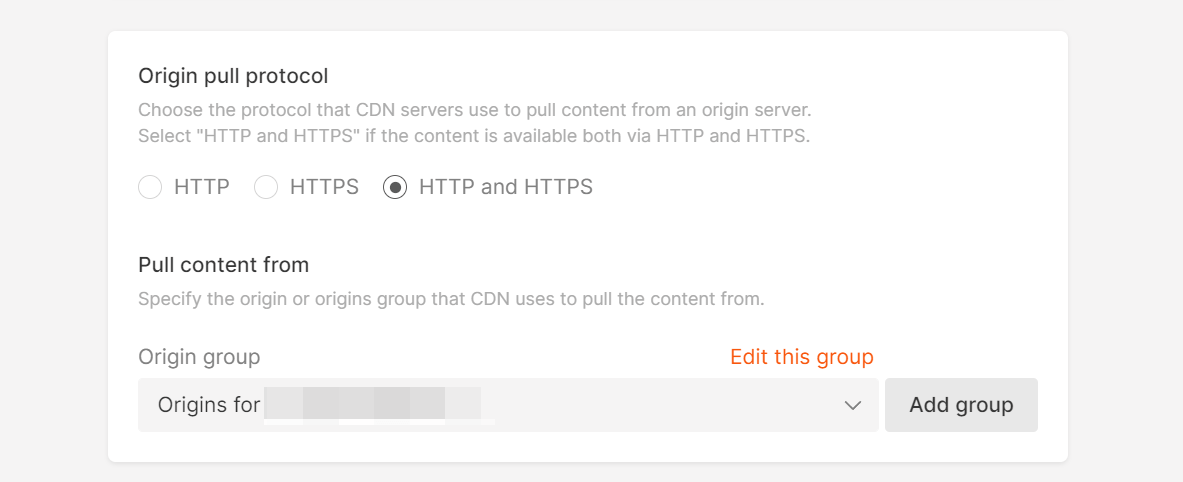 Origin pull protocol
Choose the protocol that CDN servers use to pull content from an origin server.
Select "HTTP and HTTPS" if the content is available both via HTTP and HTTPS.
HTTP HTTPS HTTP and HTTPS
Pull content from
Specify the origin or origins group that CDN uses to pull the content from.
Origin group Edit this group
Origins for Add group